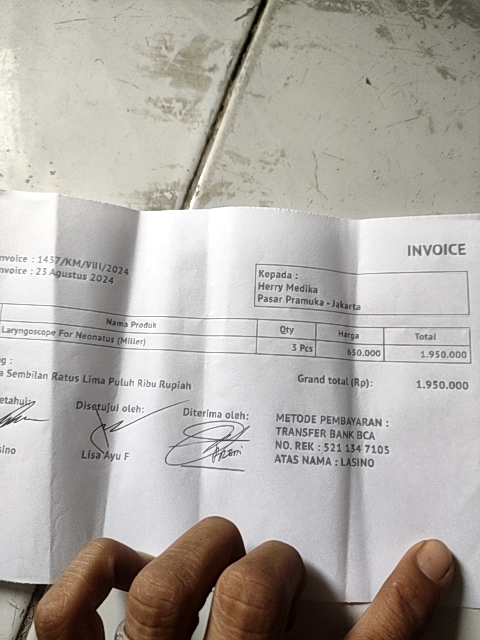 INVOICE
nvoice : 1457/KM/VIII/2024
nvoice : 23 Agustus 2024
Kepada :
Herry Medika
Pasar Pramuka - Jakarta
Nama Produk Qty Harga Total
Laryngoscope For Neonatus (Miller) 3 Pcs 650.000 1.950.000
g :
a Sembilan Ratus Lima Puluh Ribu Rupiah
Grand total (Rp): 1.950.000
etahui Disetujui oleh: Diterima oleh:
sino Lisa Ayu F
METODE PEMBAYARAN :
TRANSFER BANK BCA
NO. REK : 521 134 7105
ATAS NAMA : LASINO